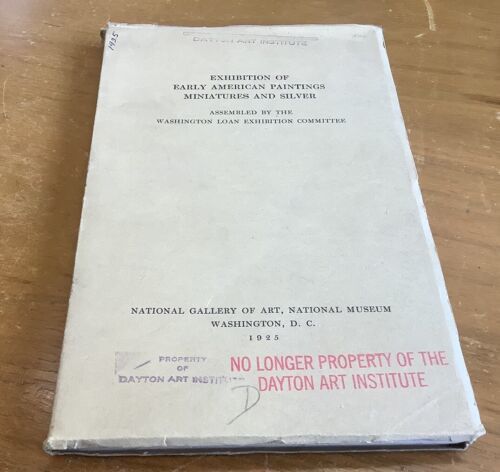 1935
DAYTON ART INSTITUTE
EXHIBITION OF
EARLY AMERICAN PAINTINGS
MINIATURES AND SILVER
ASSEMBLED BY THE
WASHINGTON LOAN EXHIBITION COMMITTEE
NATIONAL GALLERY OF ART, NATIONAL MUSEUM
WASHINGTON, D. C.
1925
PROPERTY
OF
DAYTON ART INSTITUTE
NO LONGER PROPERTY OF THE
DAYTON ART INSTITUTE
D